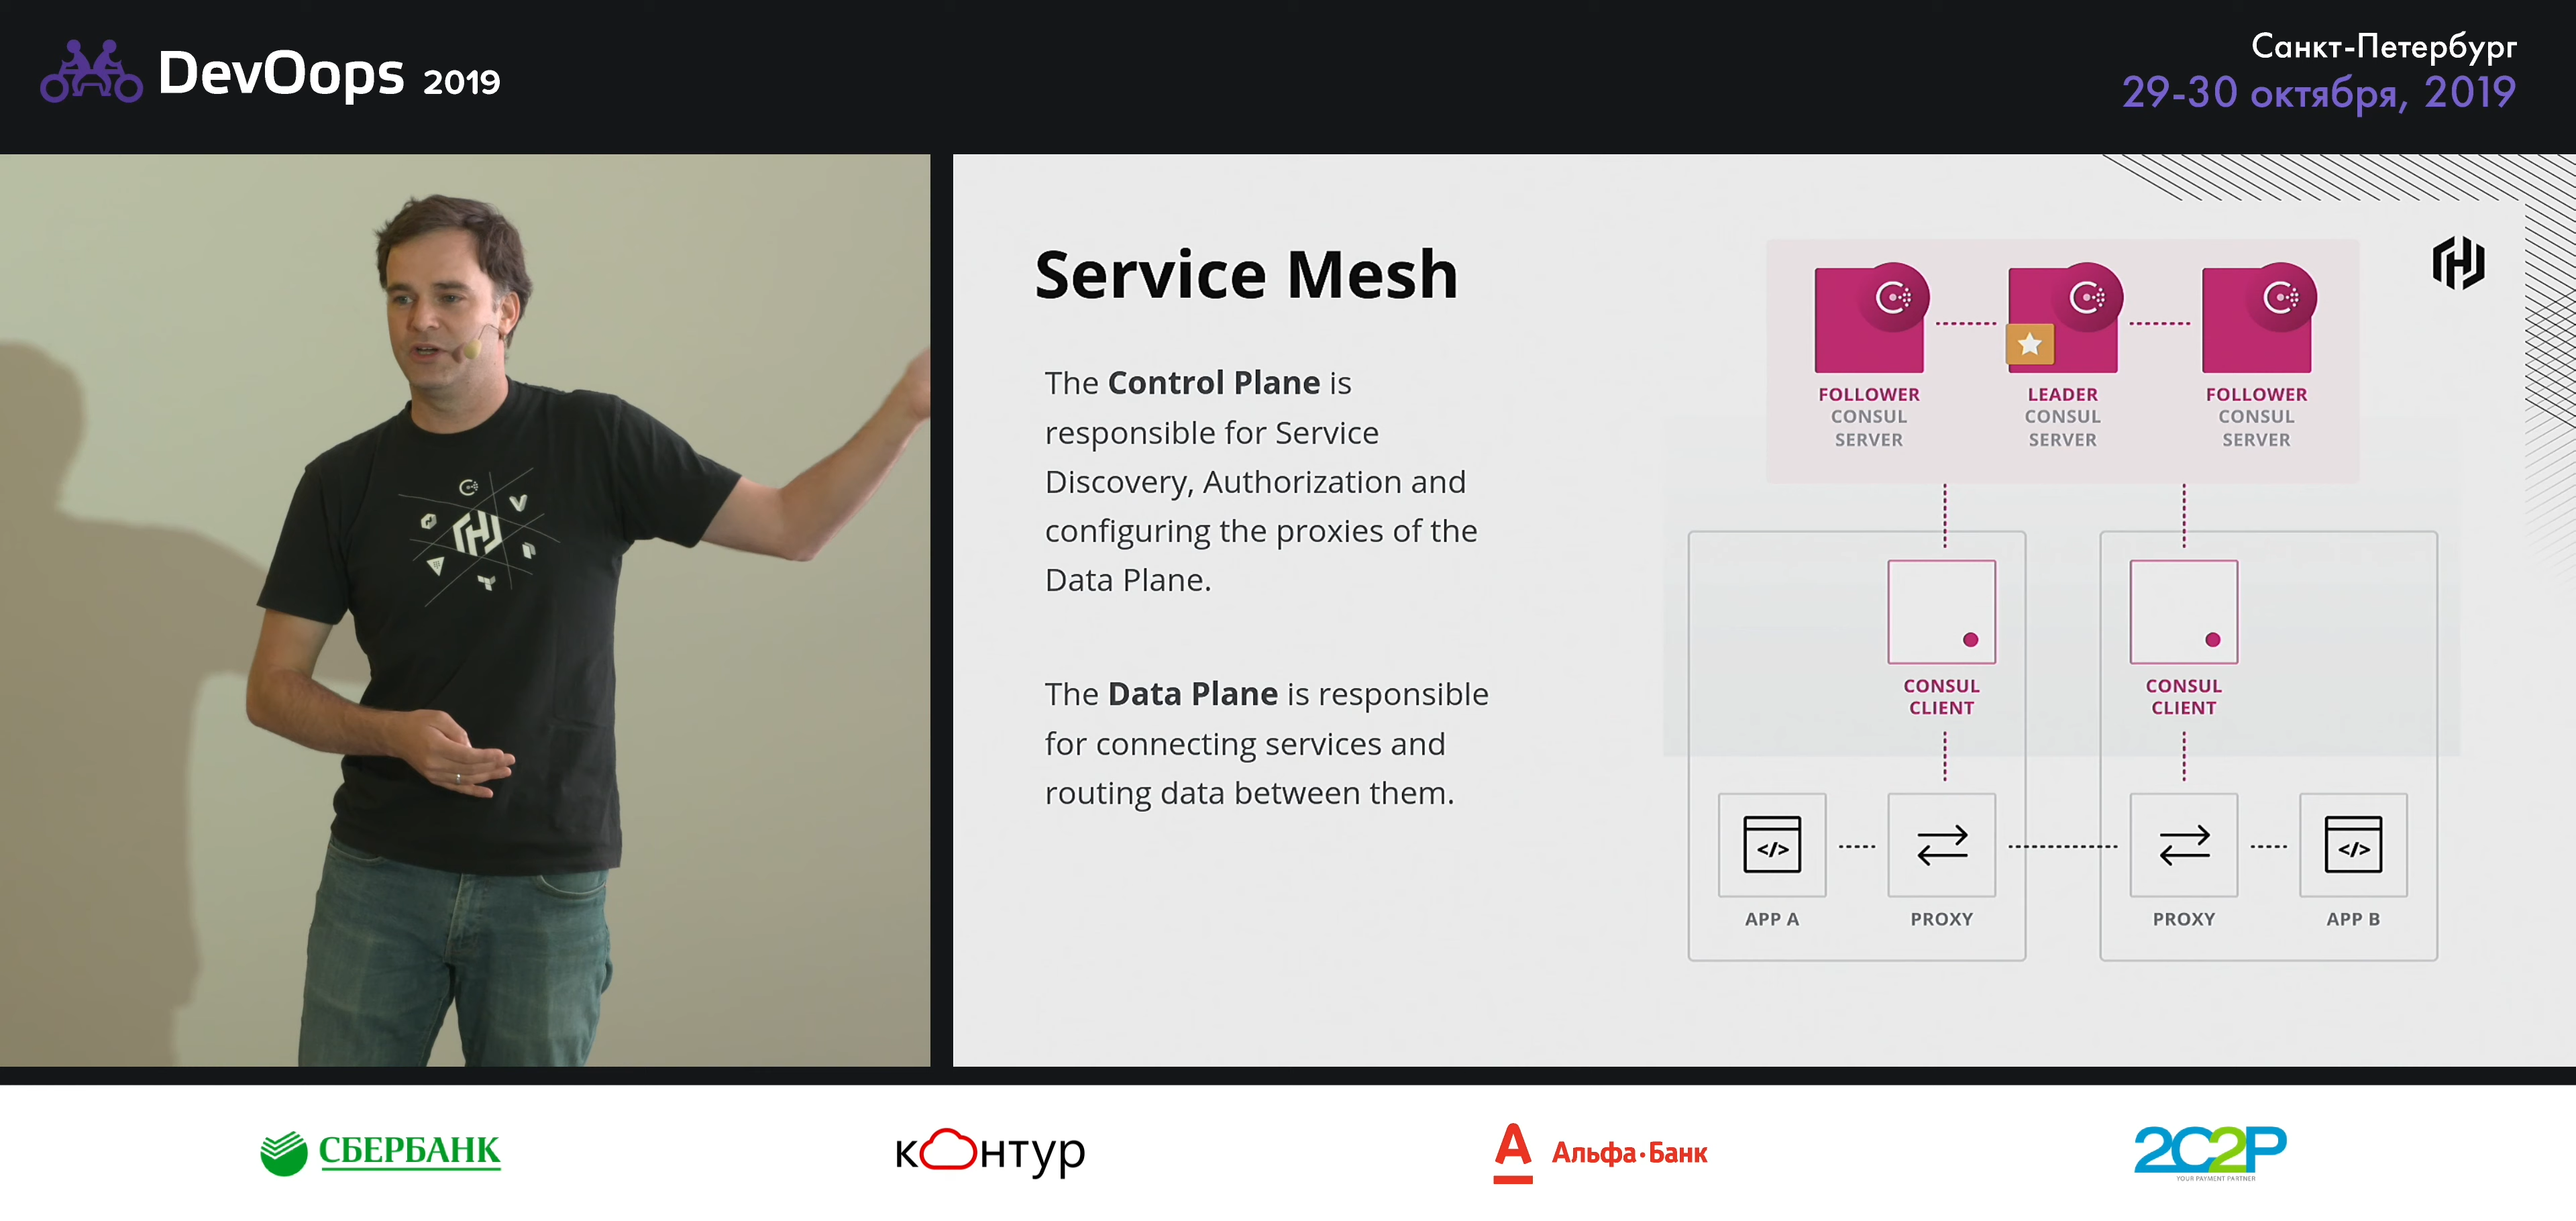 DevOops 2019
Санкт-Петербург
29-30 октября, 2019
Service Mesh
The Control Plane is
responsible for Service
Discovery, Authorization and
configuring the proxies of the
Data Plane.
The Data Plane is responsible
for connecting services and
routing data between them.
FOLLOWER
CONSUL
SERVER
LEADER
CONSUL
SERVER
FOLLOWER
CONSUL
SERVER
CONSUL
CLIENT
CONSUL
CLIENT
</>
</>
APP A
PROXY
PROXY
APP B
СБЕРБАНК
контур
Альфа·Банк
2C2P
YOUR PAYMENT PARTNER